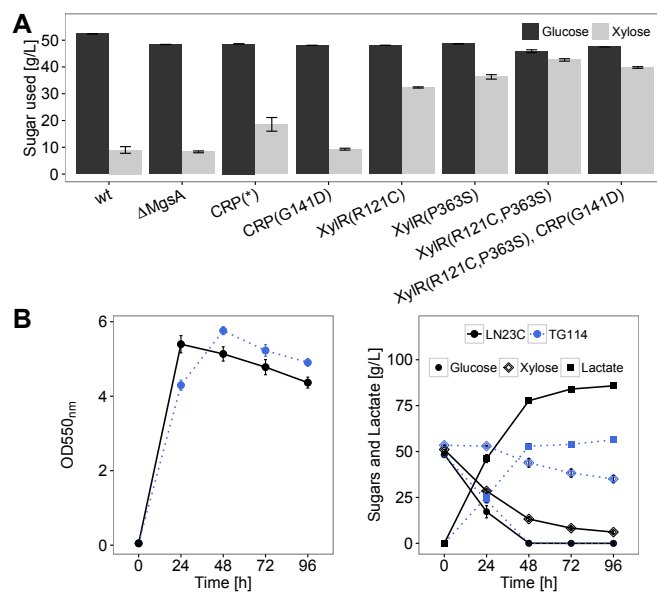 A
Glucose Xylose
Sugar used [g/L]
50
40
30
20
10
0
wt
ΔMgsA
CRP(*)
CRP(G141D)
XylR(R121C)
XylR(P363S)
XylR(R121C,P363S)
XylR(R121C,P363S), CRP(G141D)
B
OD550nm
6
4
2
0
0 24 48 72 96
Time [h]
LN23C TG114
Glucose Xylose Lactate
Sugars and Lactate [g/L]
100
75
50
25
0
0 24 48 72 96
Time [h]